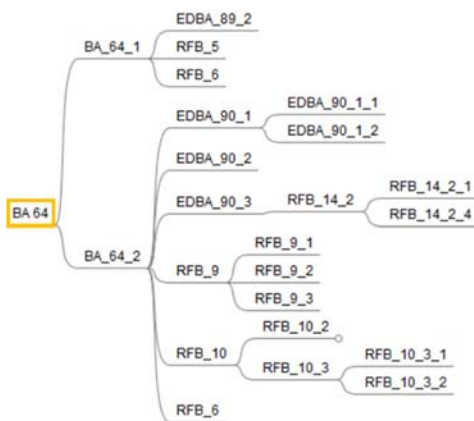 EDBA_89_2
BA_64_1
RFB_5
RFB_6
EDBA_90_1
EDBA_90_1_1
EDBA_90_1_2
EDBA_90_2
EDBA_90_3
RFB_14_2
RFB_14_2_1
RFB_14_2_4
BA 64
BA_64_2
RFB_9
RFB_9_1
RFB_9_2
RFB_9_3
RFB_10
RFB_10_2
RFB_10_3
RFB_10_3_1
RFB_10_3_2
RFB_6